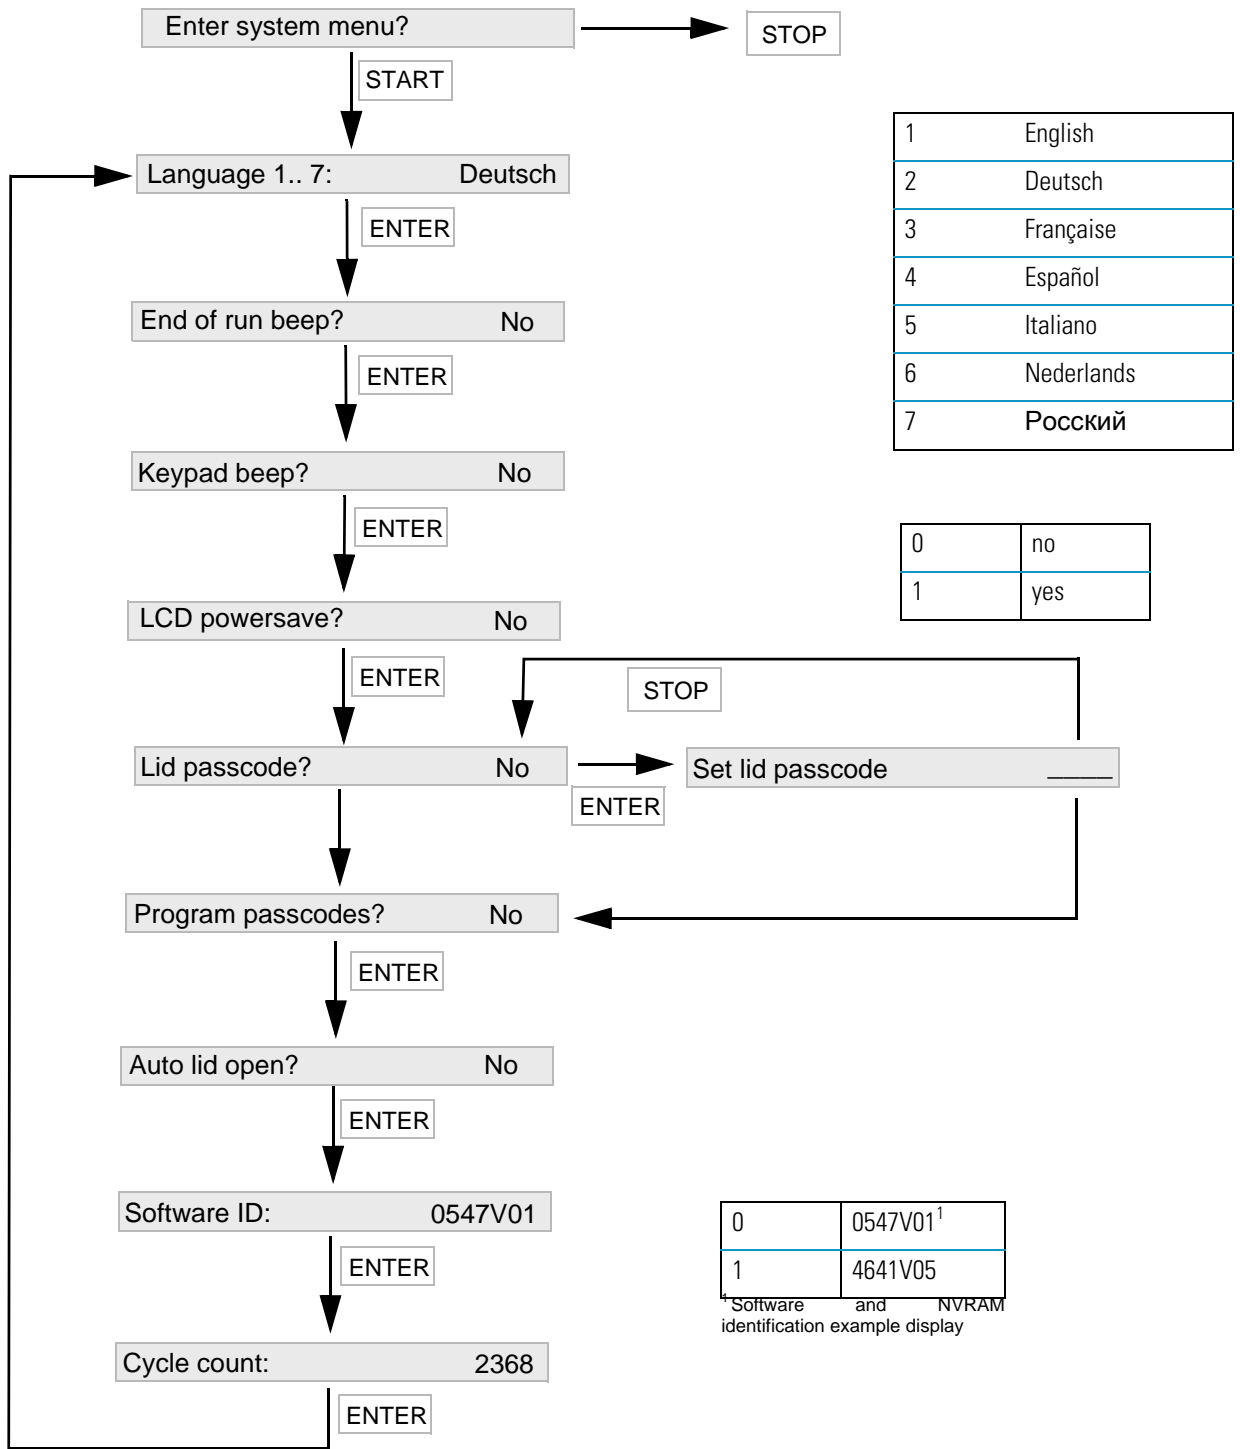 Enter system menu?
STOP
START
Language 1.. 7: Deutsch
ENTER
End of run beep? No
ENTER
Keypad beep? No
ENTER
LCD powersave? No
ENTER
STOP
Lid passcode? No
ENTER
Set lid passcode ____
Program passcodes? No
ENTER
Auto lid open? No
ENTER
Software ID: 0547V01
ENTER
Cycle count: 2368
ENTER
1 English
2 Deutsch
3 Française
4 Español
5 Italiano
6 Nederlands
7 Росский
0 no
1 yes
0 0547V01¹
1 4641V05
¹Software and NVRAM
identification example display